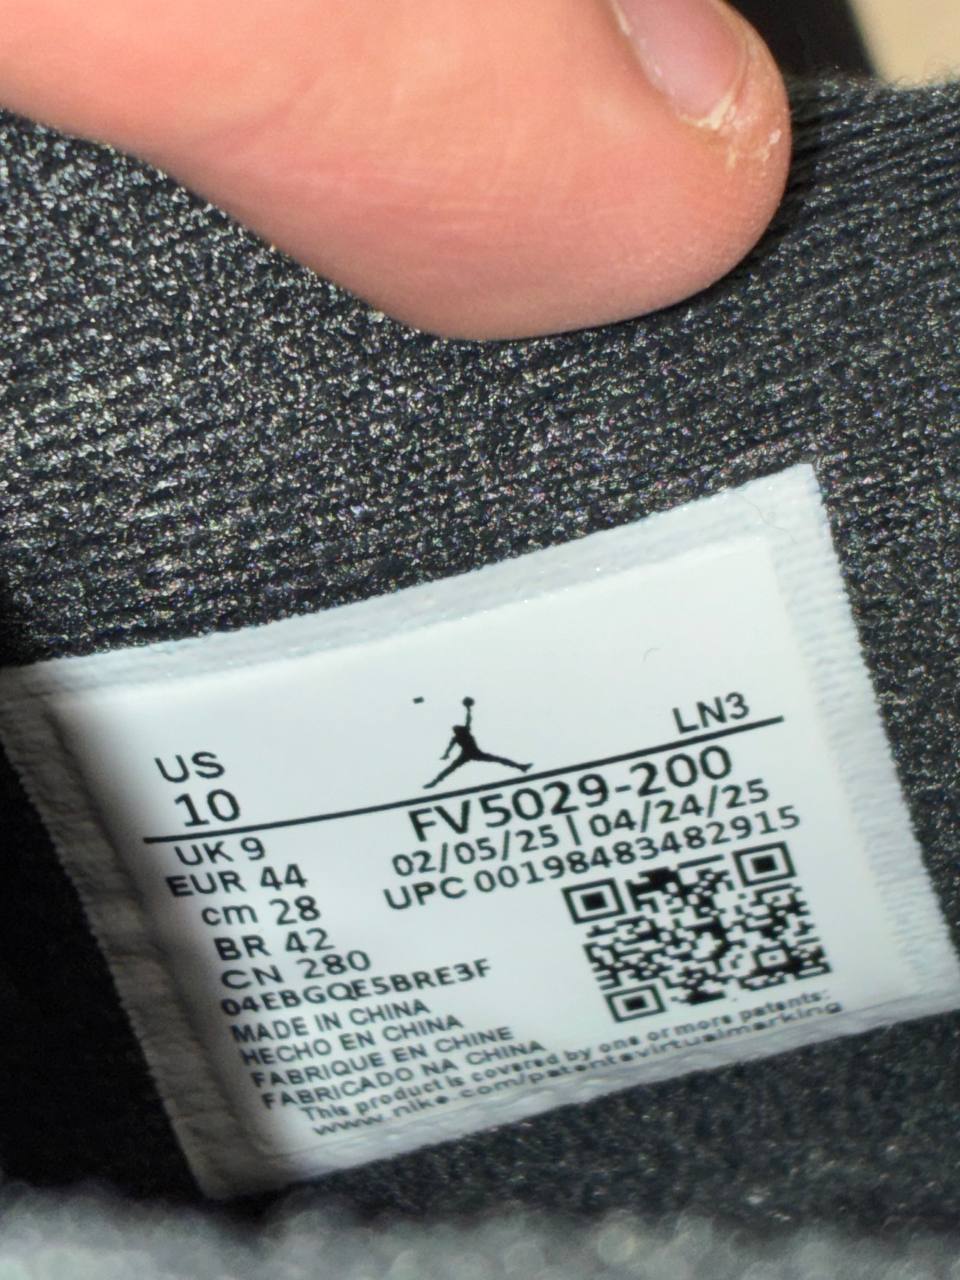 LN3
US
10
FV5029-200
02/05/25 | 04/24/25
UPC 00198483482915
UK 9
EUR 44
cm 28
BR 42
CN 280
04EBGQE5BRE3F
MADE IN CHINA
HECHO EN CHINA
FABRIQUE EN CHINE
FABRICADO NA CHINA
This product is covered by one or more patents:
www.nike.com/patentsvirtualmarking